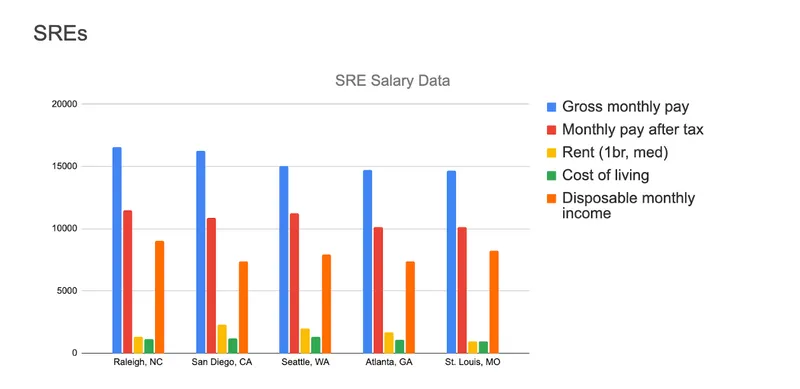 SREs
SRE Salary Data
20000
15000
10000
5000
0
Raleigh, NC
San Diego, CA
Seattle, WA
Atlanta, GA
St. Louis, MO
Gross monthly pay
Monthly pay after tax
Rent (1br, med)
Cost of living
Disposable monthly
income